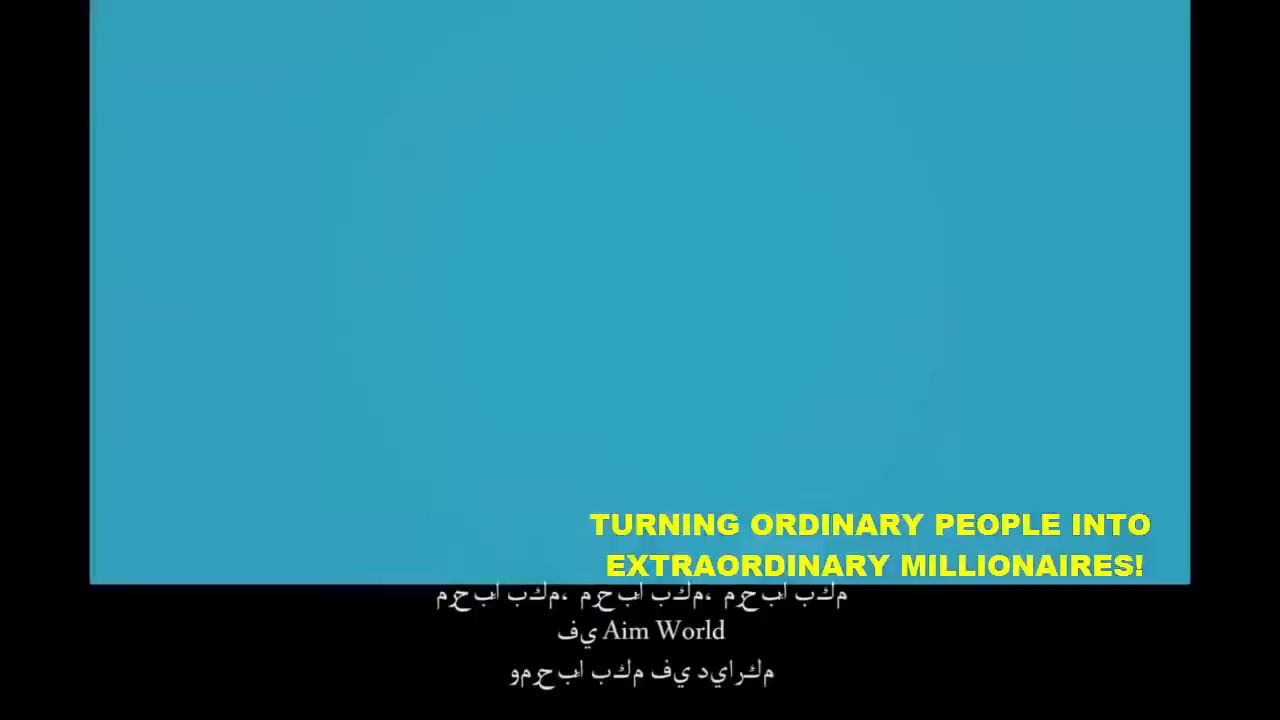 TURNING ORDINARY PEOPLE INTO
EXTRAORDINARY MILLIONAIRES!
مرحبا بكم، مرحبا بكم، مرحبا بكم
في Aim World
ومرحبا بكم في دياركم